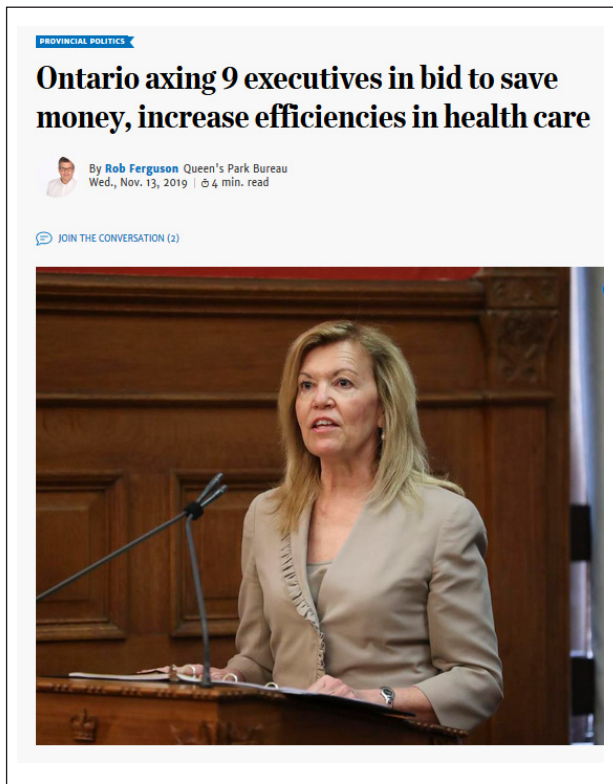 PROVINCIAL POLITICS
Ontario axing 9 executives in bid to save
money, increase efficiencies in health care
By Rob Ferguson Queen's Park Bureau
Wed., Nov. 13, 2019 | 4 min. read
JOIN THE CONVERSATION (2)